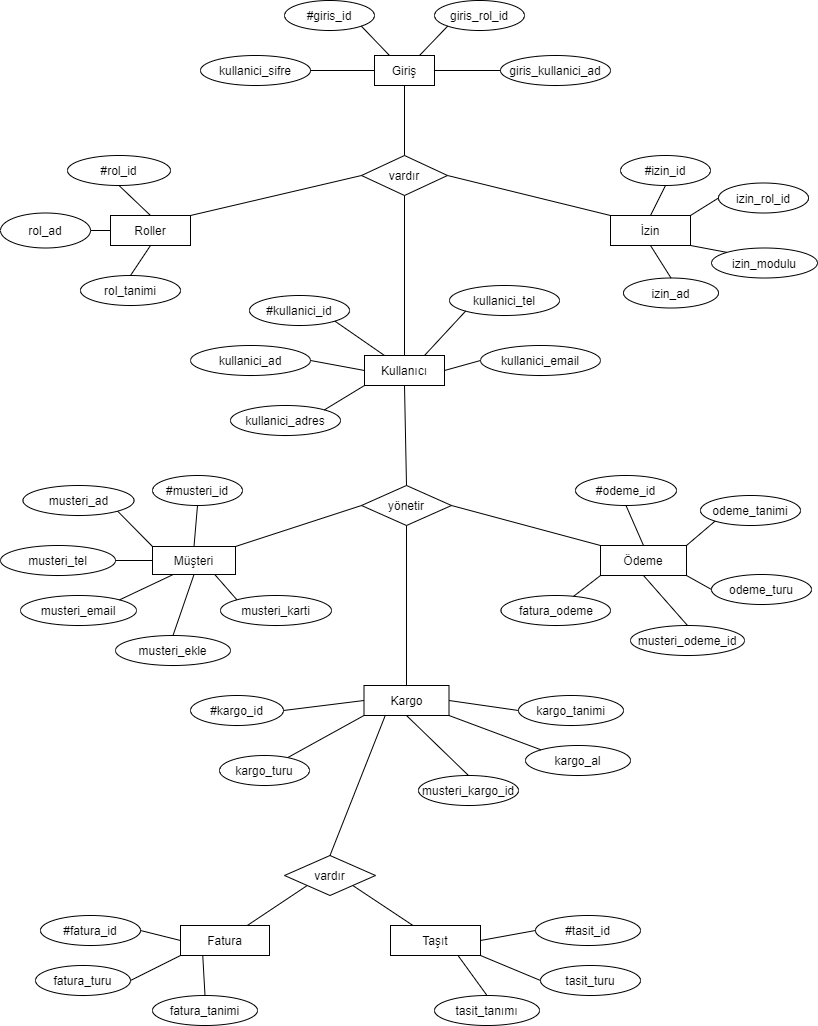 #giris_id
giris_rol_id
kullanici_sifre
Giriş
giris_kullanici_ad
#rol_id
vardır
#izin_id
izin_rol_id
rol_ad
Roller
İzin
izin_modulu
rol_tanimi
izin_ad
#kullanici_id
kullanici_tel
kullanici_ad
Kullanıcı
kullanici_email
kullanici_adres
musteri_ad
#musteri_id
yönetir
#odeme_id
odeme_tanimi
musteri_tel
Müşteri
Ödeme
odeme_turu
musteri_email
musteri_karti
fatura_odeme
musteri_ekle
musteri_odeme_id
#kargo_id
Kargo
kargo_tanimi
kargo_turu
musteri_kargo_id
kargo_al
vardır
#fatura_id
Fatura
Taşıt
#tasit_id
fatura_turu
tasit_turu
fatura_tanimi
tasit_tanımı